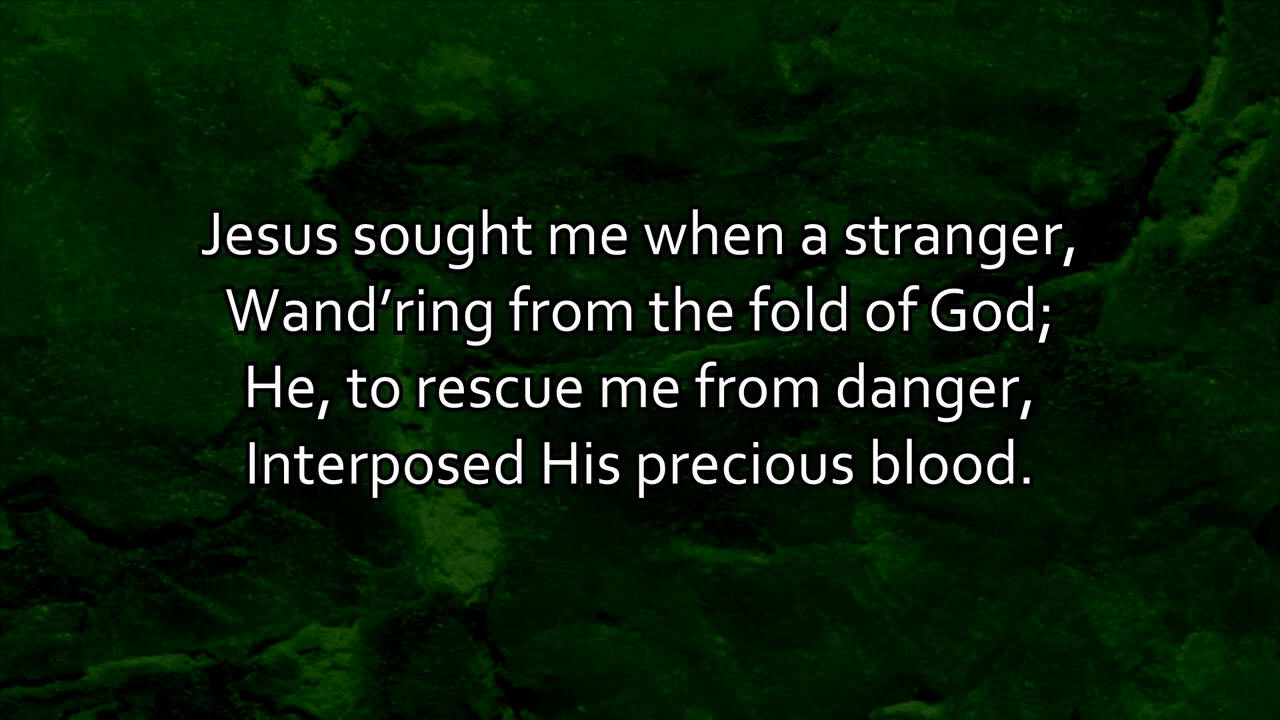 Jesus sought me when a stranger,
Wand’ring from the fold of God;
He, to rescue me from danger,
Interposed His precious blood.